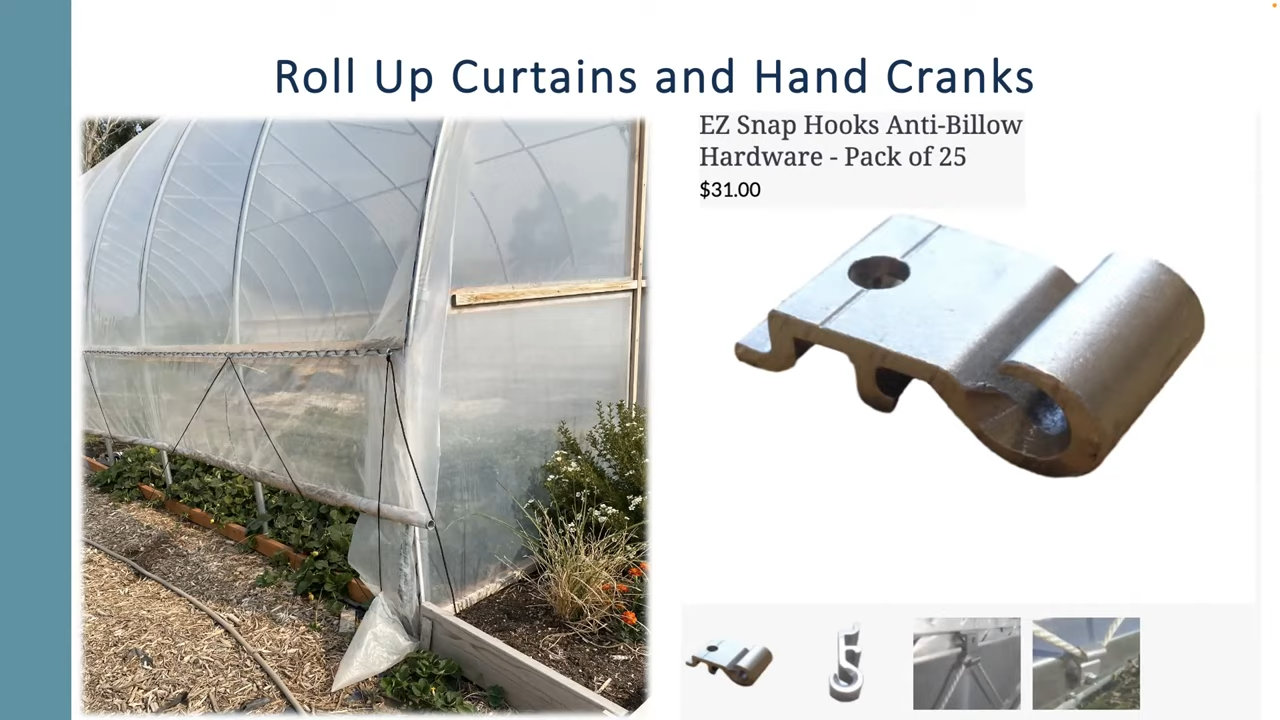 Roll Up Curtains and Hand Cranks
EZ Snap Hooks Anti-Billow
Hardware - Pack of 25
$31.00